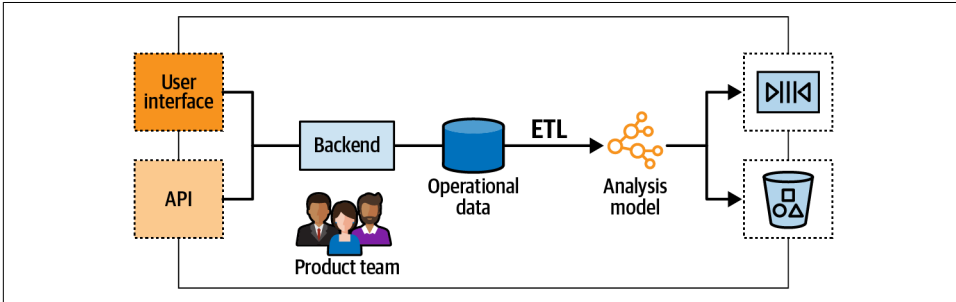 User
interface
API
Backend
Product team
Operational
data
ETL
Analysis
model